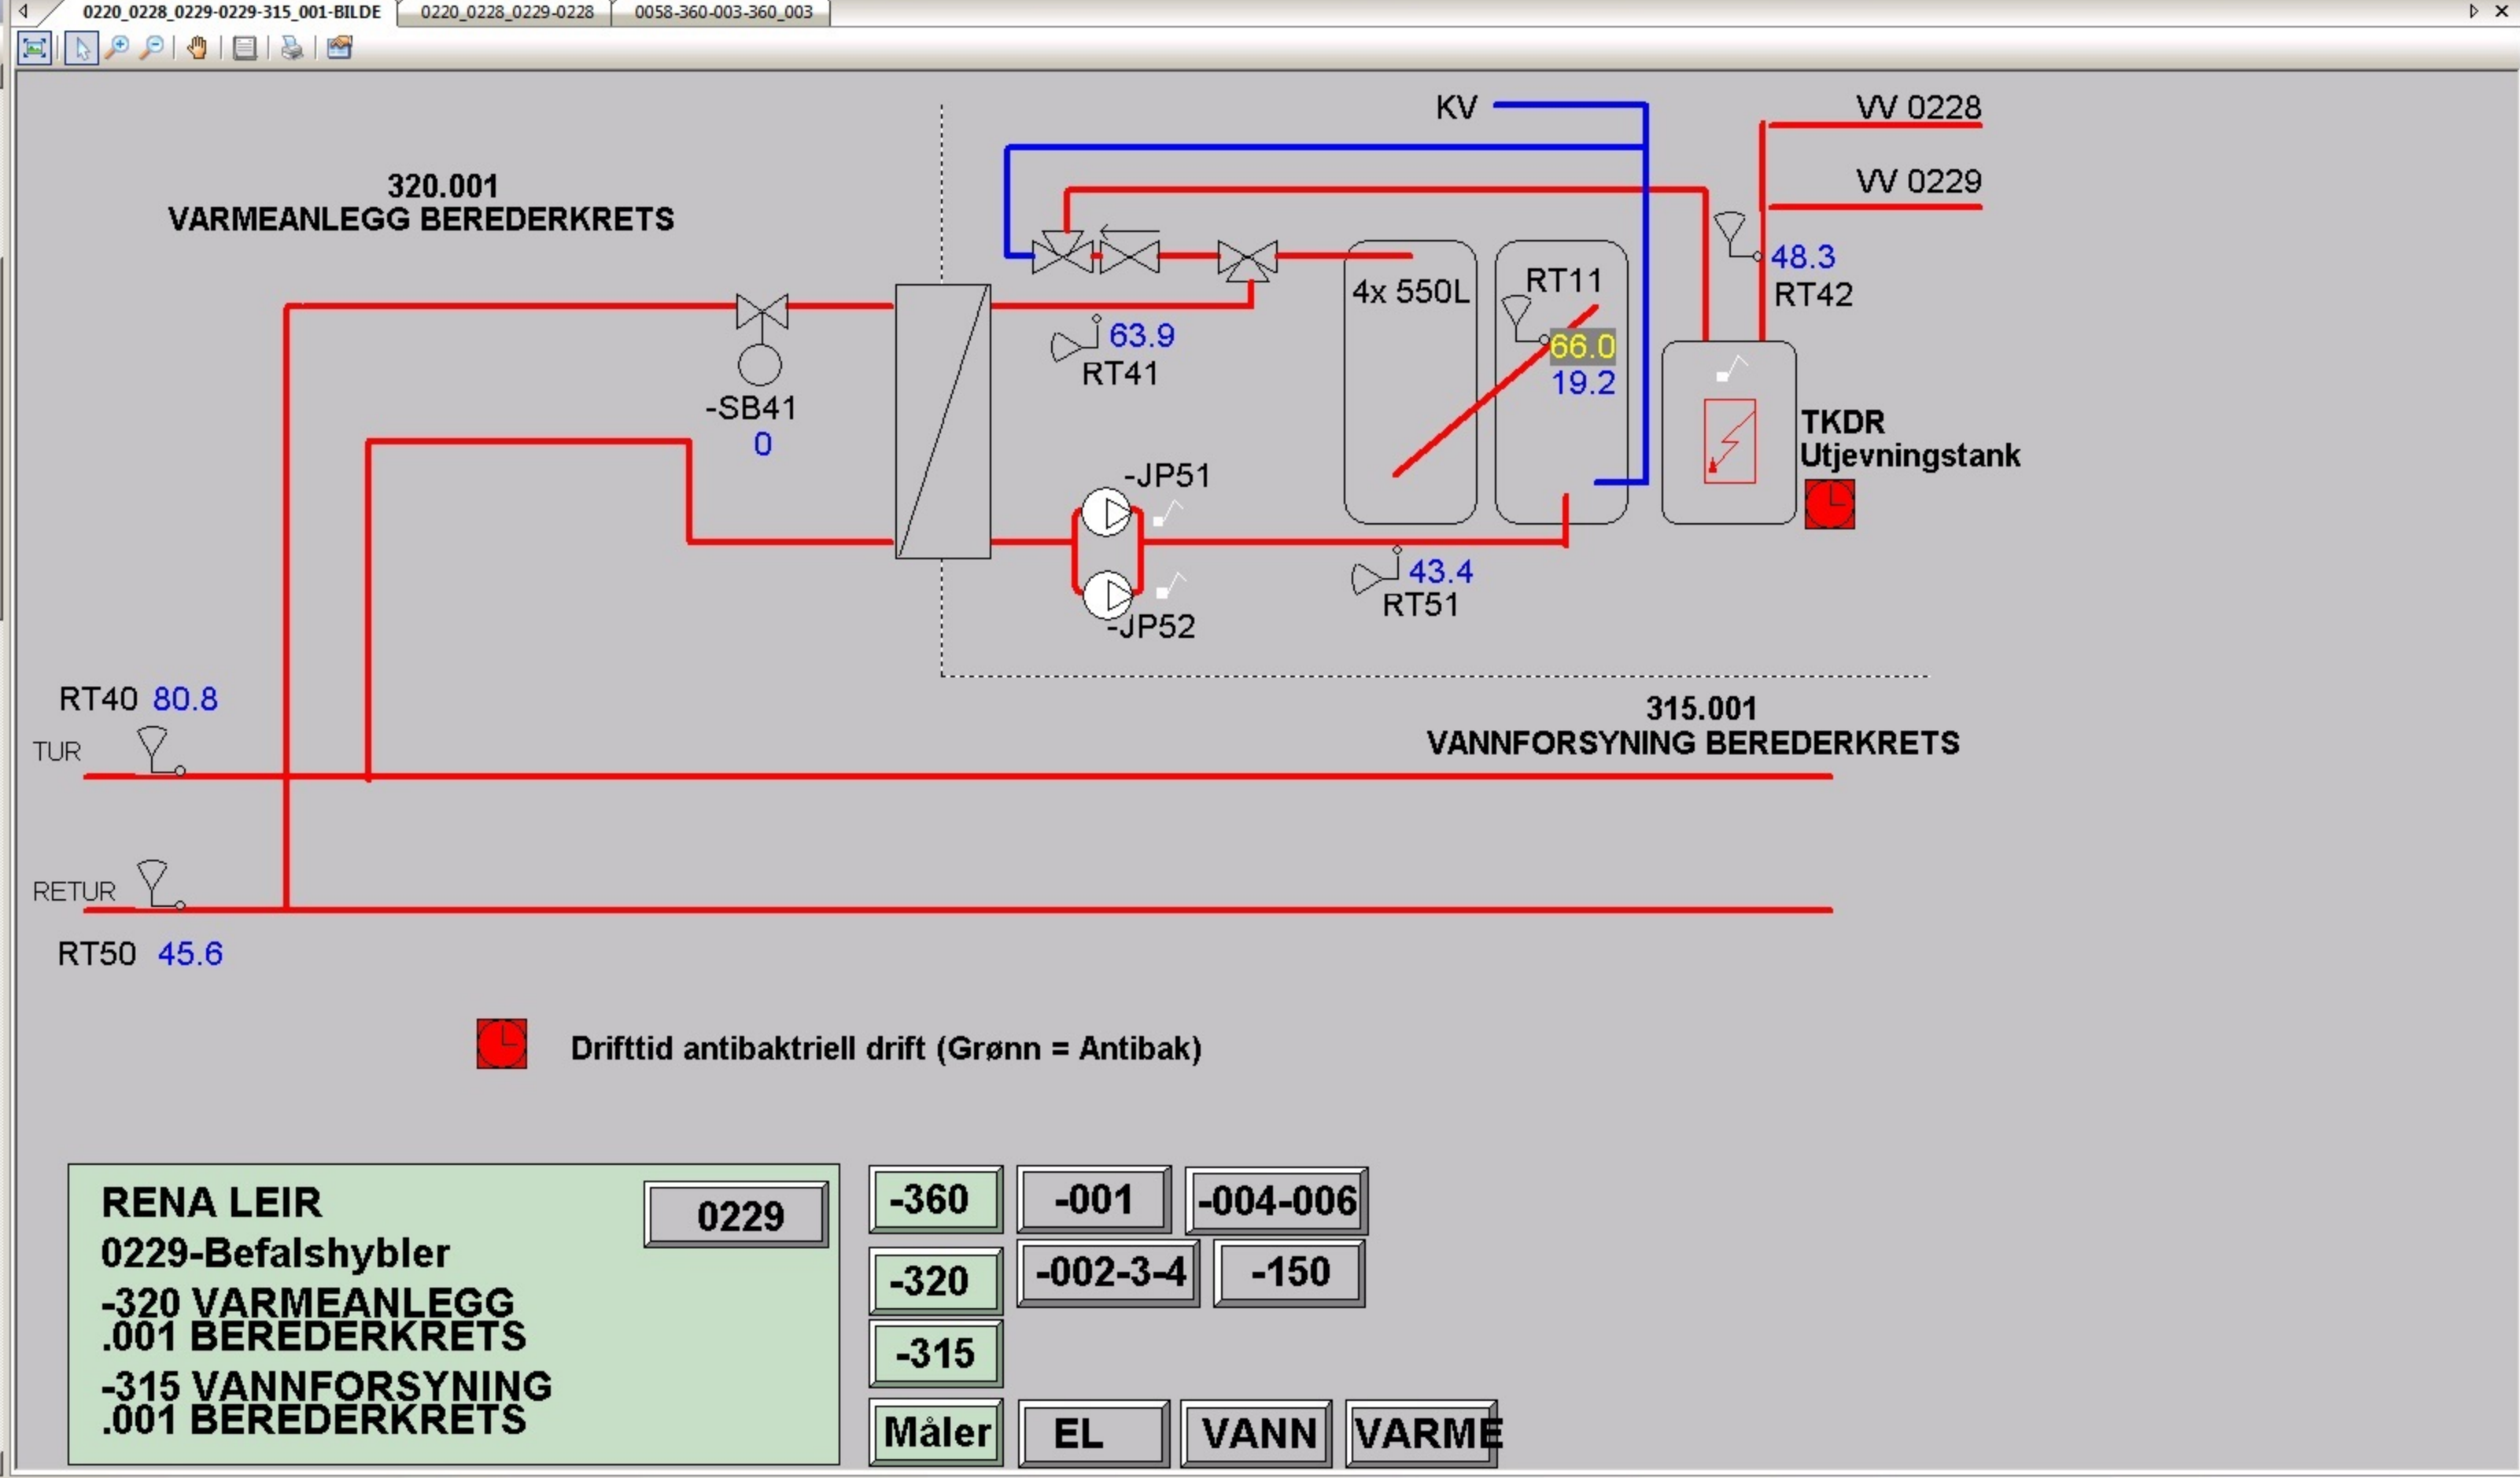 0220_0228_0229-0229-315_001-BILDE
0220_0228_0229-0228
0058-360-003-360_003
KV
VV 0228
320.001
VARMEANLEGG BEREDERKRETS
VV 0229
48.3
RT42
4x 550L
RT11
66.0
19.2
63.9
RT41
-SB41
0
TKDR
Utjevningstank
-JP51
43.4
RT51
-JP52
RT40 80.8
TUR
315.001
VANNFORSYNING BEREDERKRETS
RETUR
RT50 45.6
Drifttid antibaktriell drift (Grønn = Antibak)
RENA LEIR
0229
0229-Befalshybler
-320 VARMEANLEGG
.001 BEREDERKRETS
-315 VANNFORSYNING
.001 BEREDERKRETS
-360
-001
-004-006
-320
-002-3-4
-150
-315
Måler
EL
VANN
VARME